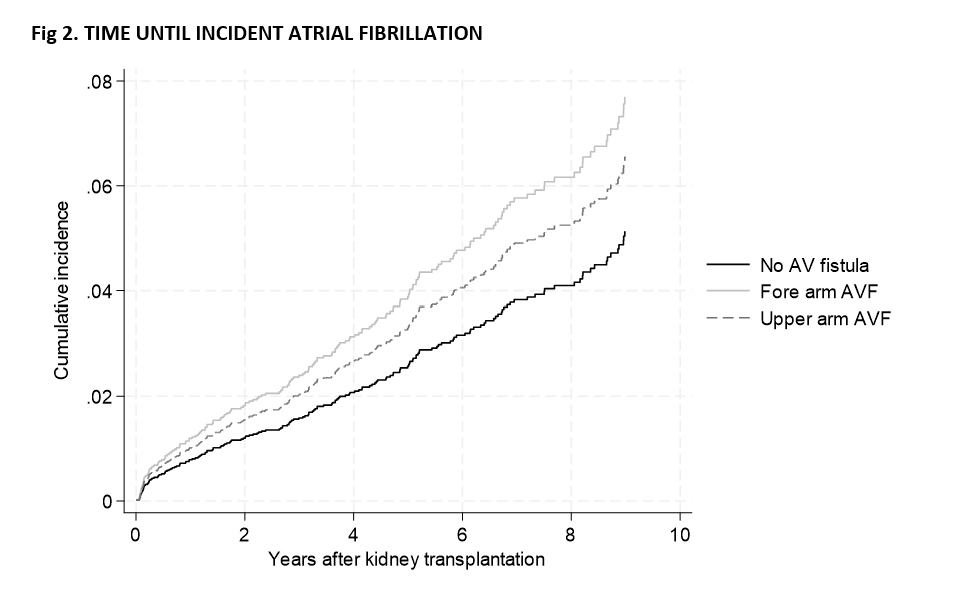 Fig 2. TIME UNTIL INCIDENT ATRIAL FIBRILLATION
.08
.06
.04
.02
0
Cumulative incidence
0 2 4 6 8 10
Years after kidney transplantation
No AV fistula
Fore arm AVF
Upper arm AVF